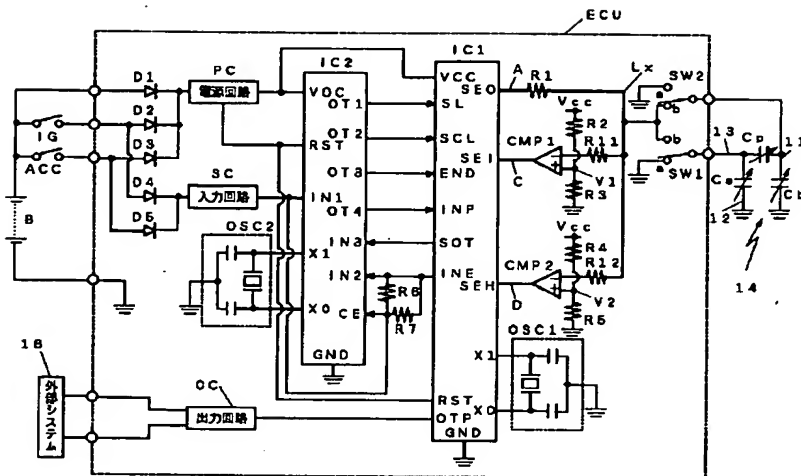 ECU
IC1
IC2
D1
PC
電源回路
VOC
OT1
VCC
SEO
A
R1
Lx
SW2
a
b
D2
IG
RST
OT2
SL
SCL
Vcc
R2
CMP1
R11
b
13
Cp
11
ACC
D3
SEI
C
V1
R3
a
SW1
Ca
Cb
12
14
D4
SC
入力回路
OT3
END
IN1
OT4
INP
Vcc
R4
B
D5
OSC2
IN3
SOT
CMP2
R12
X1
IN2
INE
SEH
D
V2
R5
R6
R7
X0
CE
OSC1
GND
X1
18
外部システム
OC
出力回路
RST
OTP
X0
GND